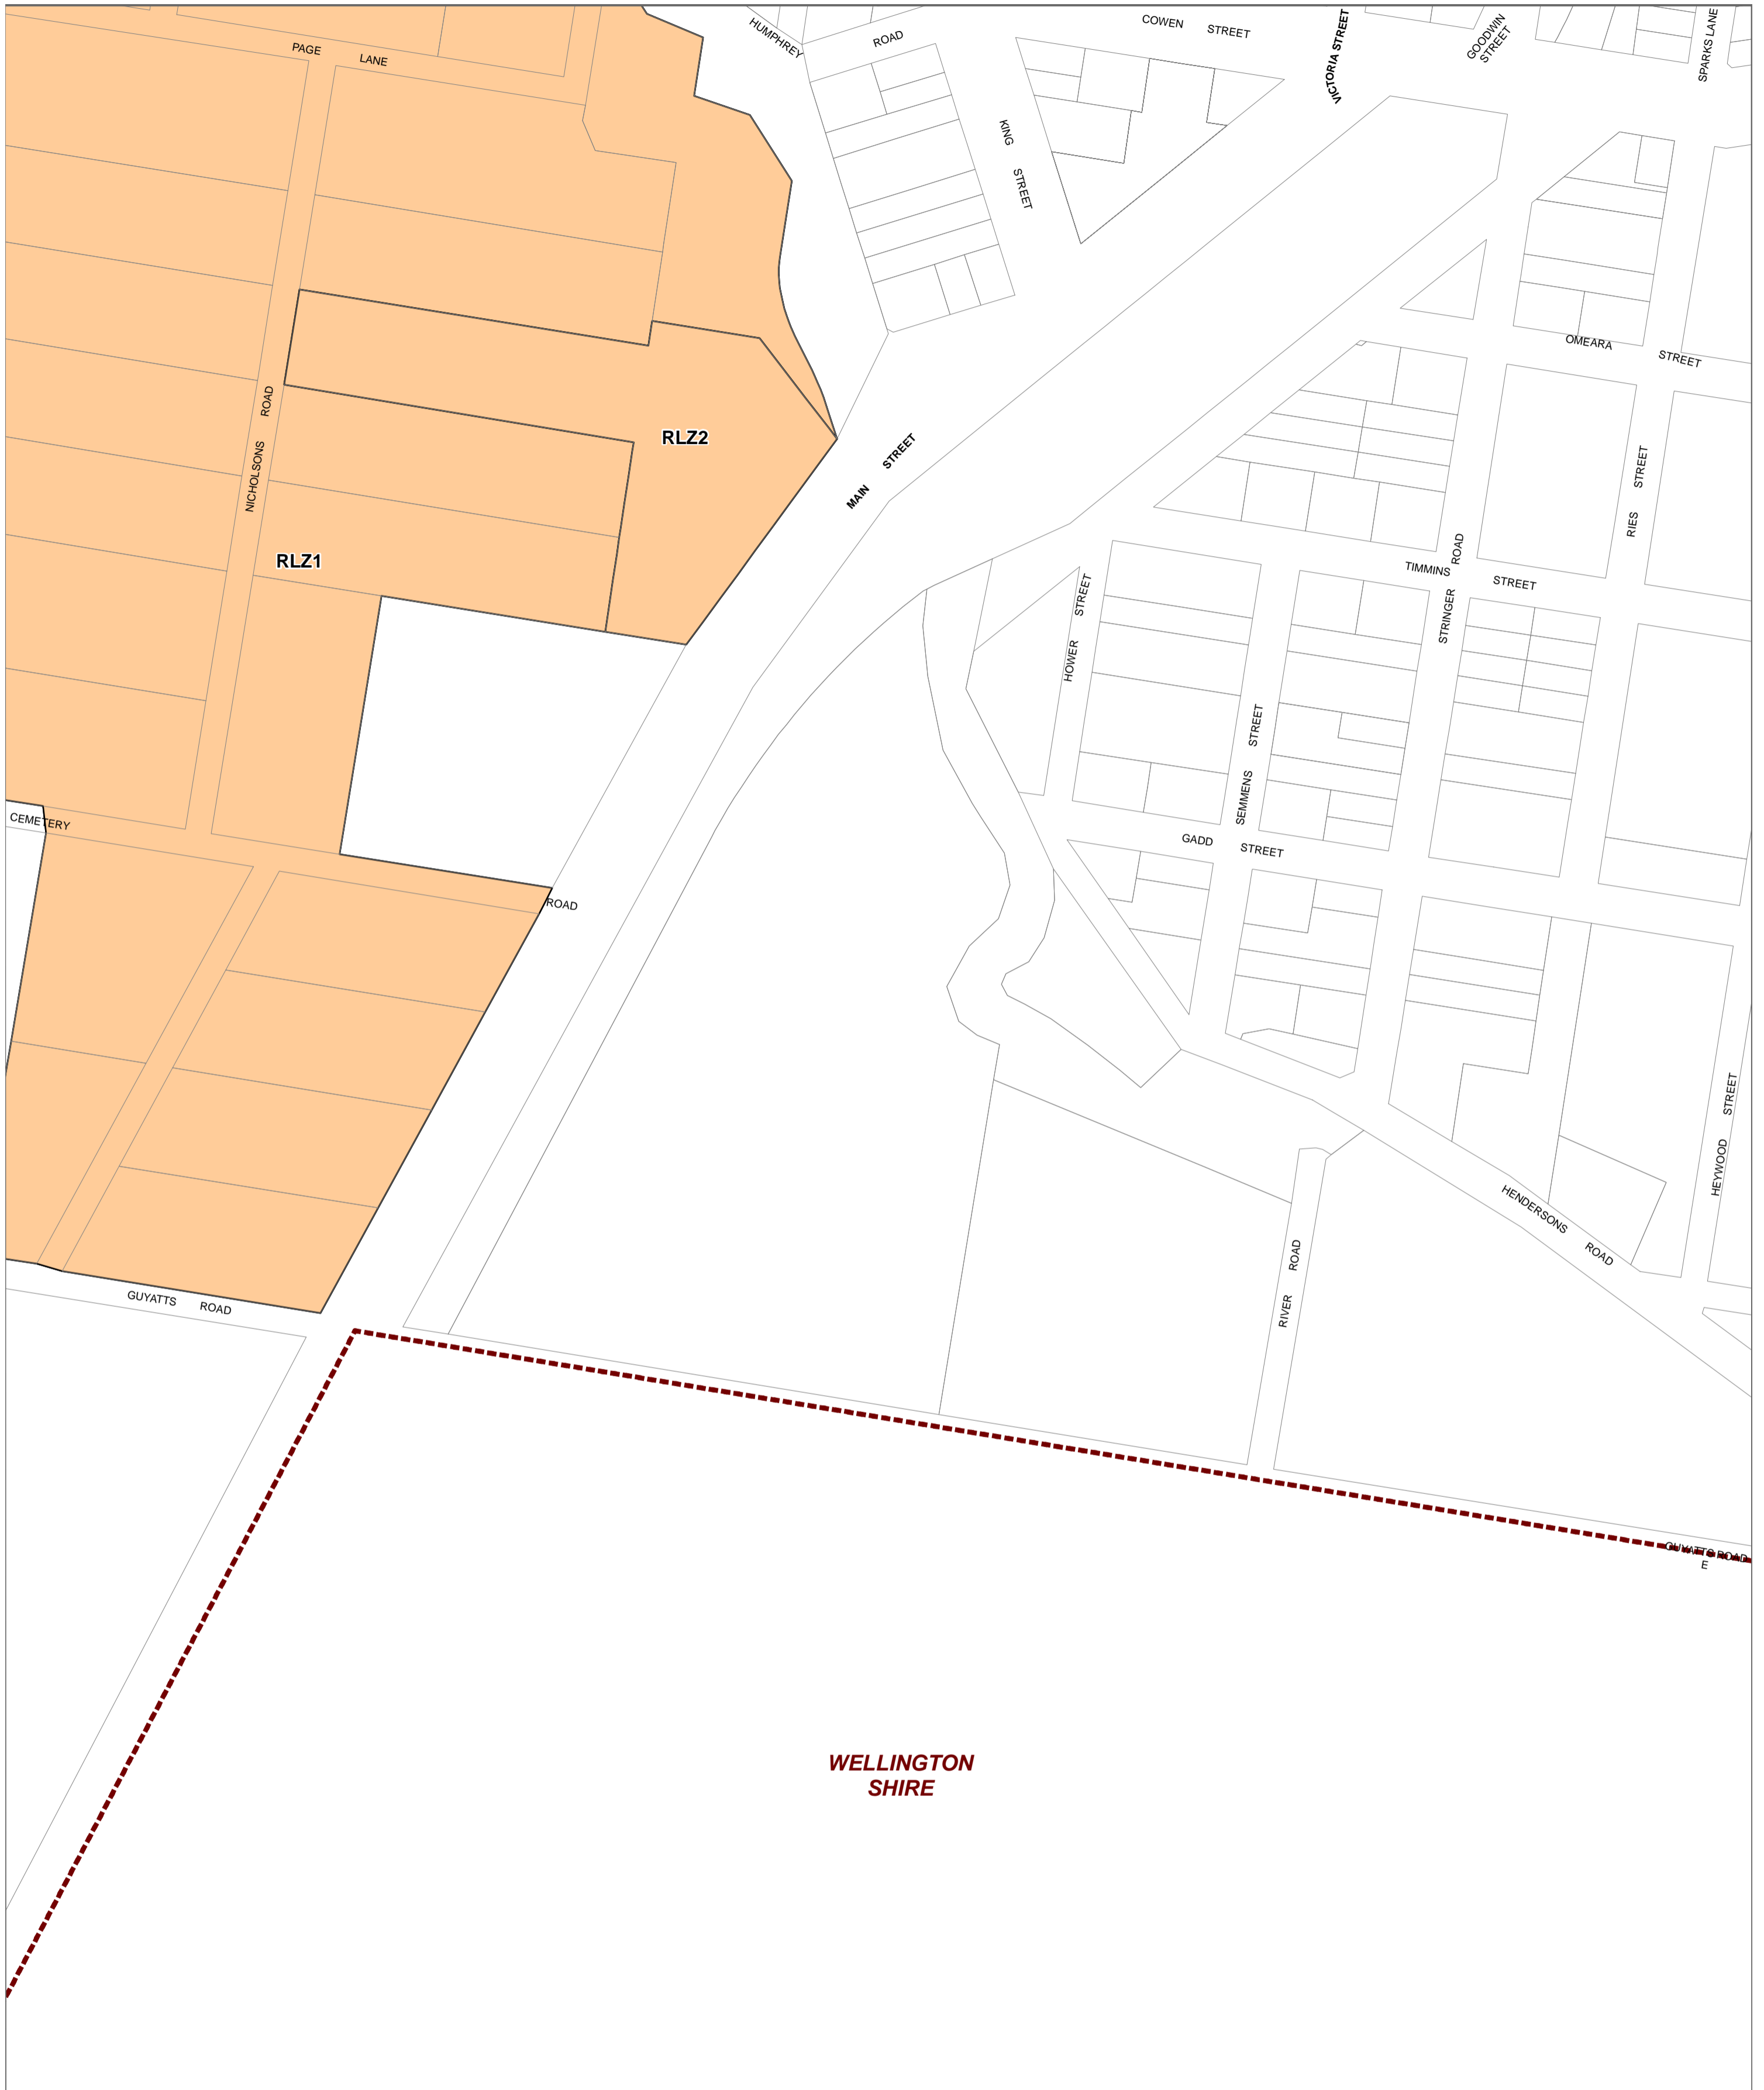 COWEN STREET
VICTORIA STREET
GOODWIN
STREET
SPARKS LANE
HUMPHREY
ROAD
PAGE LANE
KING STREET
OMEARA STREET
NICHOLSONS ROAD
RLZ2
MAIN STREET
RIES STREET
RLZ1
TIMMINS STREET
STRINGER ROAD
HOWER STREET
SEMMENS STREET
CEMETERY
ROAD
GADD STREET
HEYWOOD STREET
HENDERSONS ROAD
RIVER ROAD
GUYATTS ROAD
GUYATTS ROAD
E
WELLINGTON
SHIRE